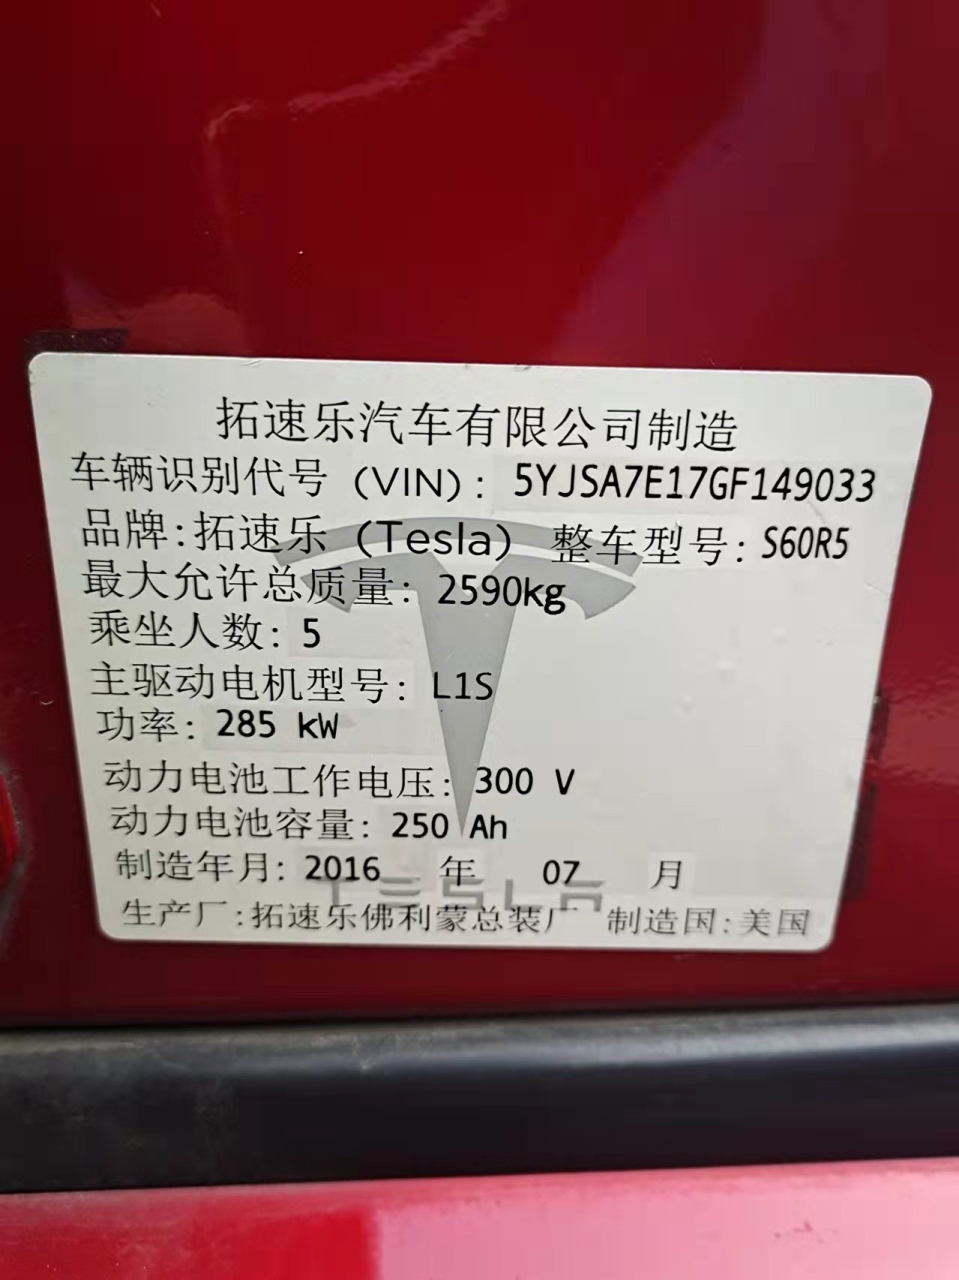 拓速乐汽车有限公司制造
车辆识别代号 (VIN): 5YJSA7E17GF149033
品牌:拓速乐 (Tesla) 整车型号: S60R5
最大允许总质量: 2590kg
乘坐人数: 5
主驱动电机型号: L1S
功率: 285 kW
动力电池工作电压: 300 V
动力电池容量: 250 Ah
制造年月: 2016 年 07 月
TESLA
生产厂:拓速乐佛利蒙总装厂 制造国:美国